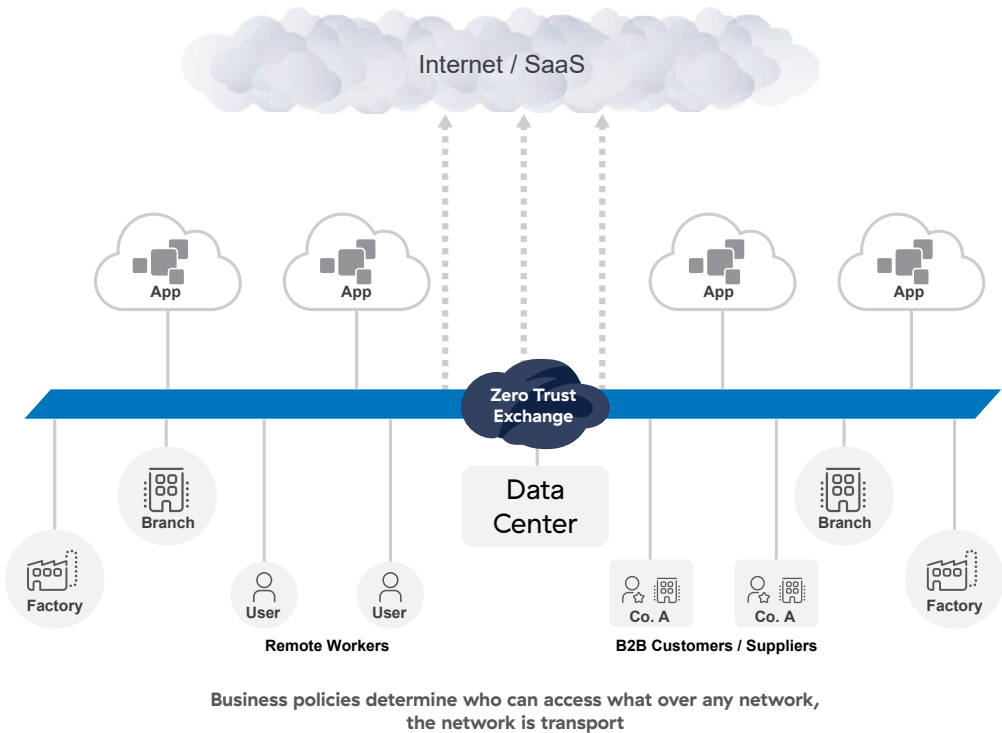 Internet / SaaS
App
App
App
App
Zero Trust
Exchange
Data
Center
Branch
Branch
Factory
User
User
Co. A
Co. A
Factory
Remote Workers
B2B Customers / Suppliers
Business policies determine who can access what over any network,
the network is transport